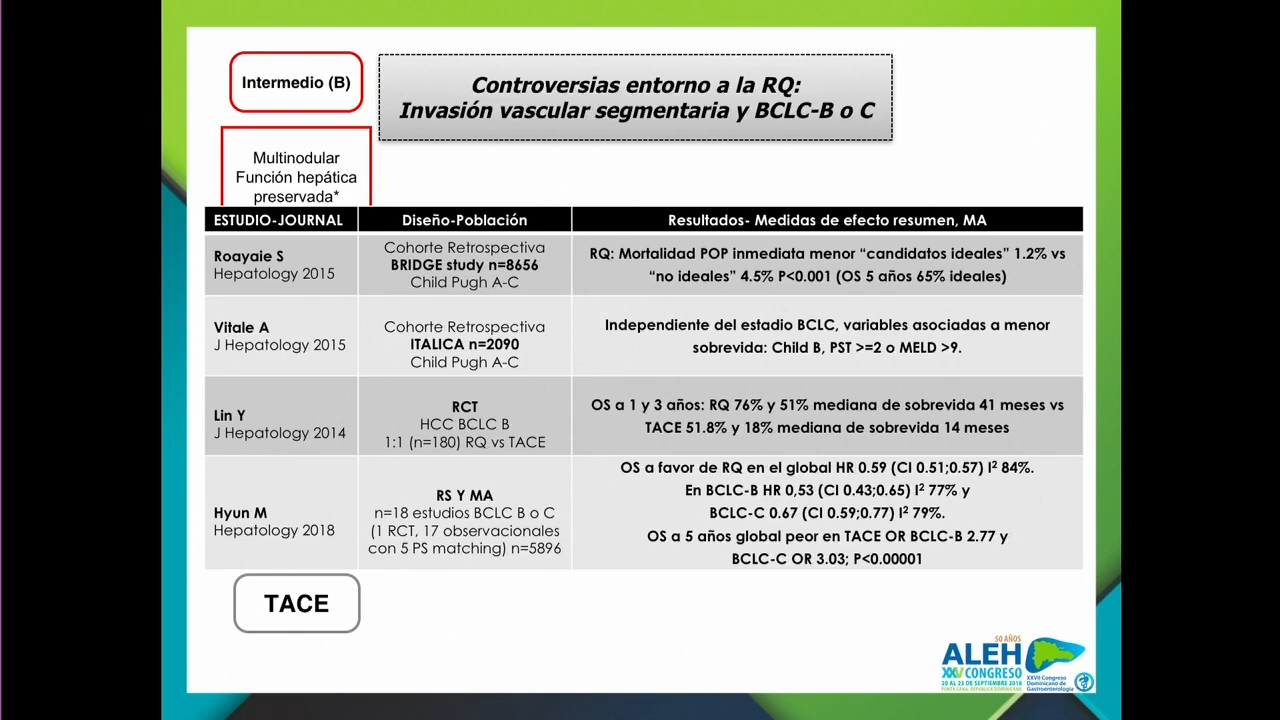 Intermedio (B)
Controversias entorno a la RQ:
Invasión vascular segmentaria y BCLC-B o C
Multinodular
Función hepática
preservada*
ESTUDIO-JOURNAL
Diseño-Población
Resultados- Medidas de efecto resumen, MA
Roayaie S
Hepatology 2015
Cohorte Retrospectiva
BRIDGE study n=8656
Child Pugh A-C
RQ: Mortalidad POP inmediata menor “candidatos ideales” 1.2% vs
“no ideales” 4.5% P<0.001 (OS 5 años 65% ideales)
Vitale A
J Hepatology 2015
Cohorte Retrospectiva
ITALICA n=2090
Child Pugh A-C
Independiente del estadio BCLC, variables asociadas a menor
sobrevida: Child B, PST >=2 o MELD >9.
Lin Y
J Hepatology 2014
RCT
HCC BCLC B
1:1 (n=180) RQ vs TACE
OS a 1 y 3 años: RQ 76% y 51% mediana de sobrevida 41 meses vs
TACE 51.8% y 18% mediana de sobrevida 14 meses
Hyun M
Hepatology 2018
RS Y MA
n=18 estudios BCLC B o C
(1 RCT, 17 observacionales
con 5 PS matching) n=5896
OS a favor de RQ en el global HR 0.59 (CI 0.51;0.57) I² 84%.
En BCLC-B HR 0,53 (CI 0.43;0.65) I² 77% y
BCLC-C 0.67 (CI 0.59;0.77) I² 79%.
OS a 5 años global peor en TACE OR BCLC-B 2.77 y
BCLC-C OR 3.03; P<0.00001
TACE
50 AÑOS
ALEH
XXV CONGRESO
20 AL 23 DE SEPTIEMBRE 2018
PUNTA CANA, REPÚBLICA DOMINICANA
XXVII Congreso
Dominicano de
Gastroenterología